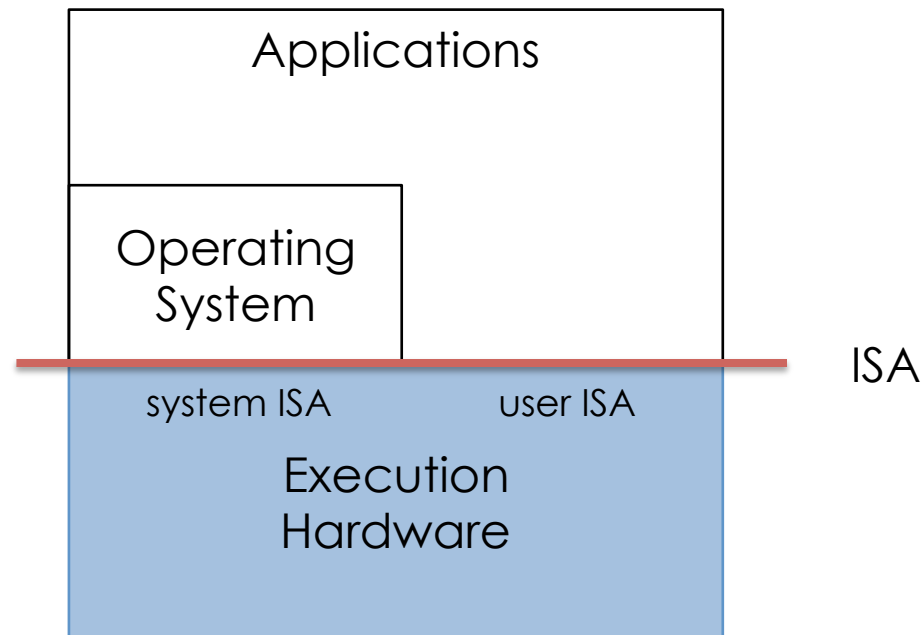 Applications
Operating
System
ISA
system ISA
user ISA
Execution
Hardware